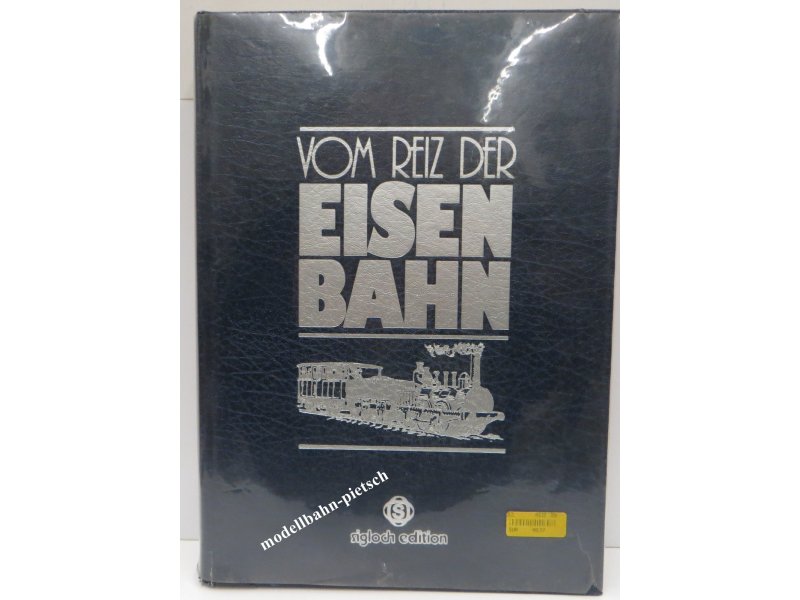 VOM REIZ DER
EISEN
BAHN
modellbahn-pietsch
S
sigloch edition